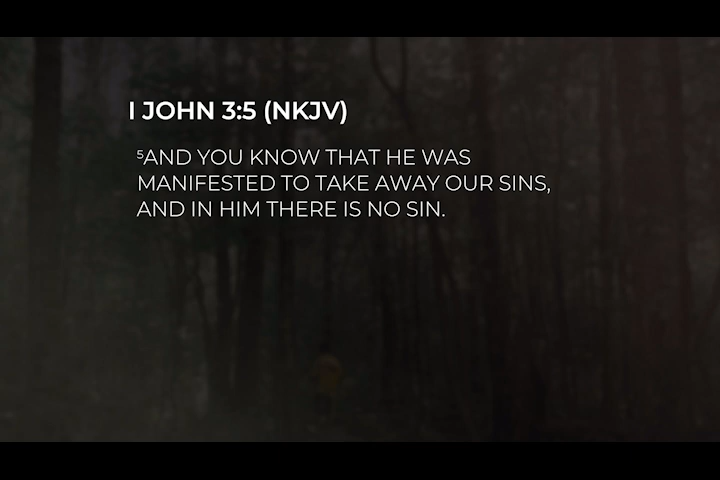 I JOHN 3:5 (NKJV)
⁵AND YOU KNOW THAT HE WAS
MANIFESTED TO TAKE AWAY OUR SINS,
AND IN HIM THERE IS NO SIN.